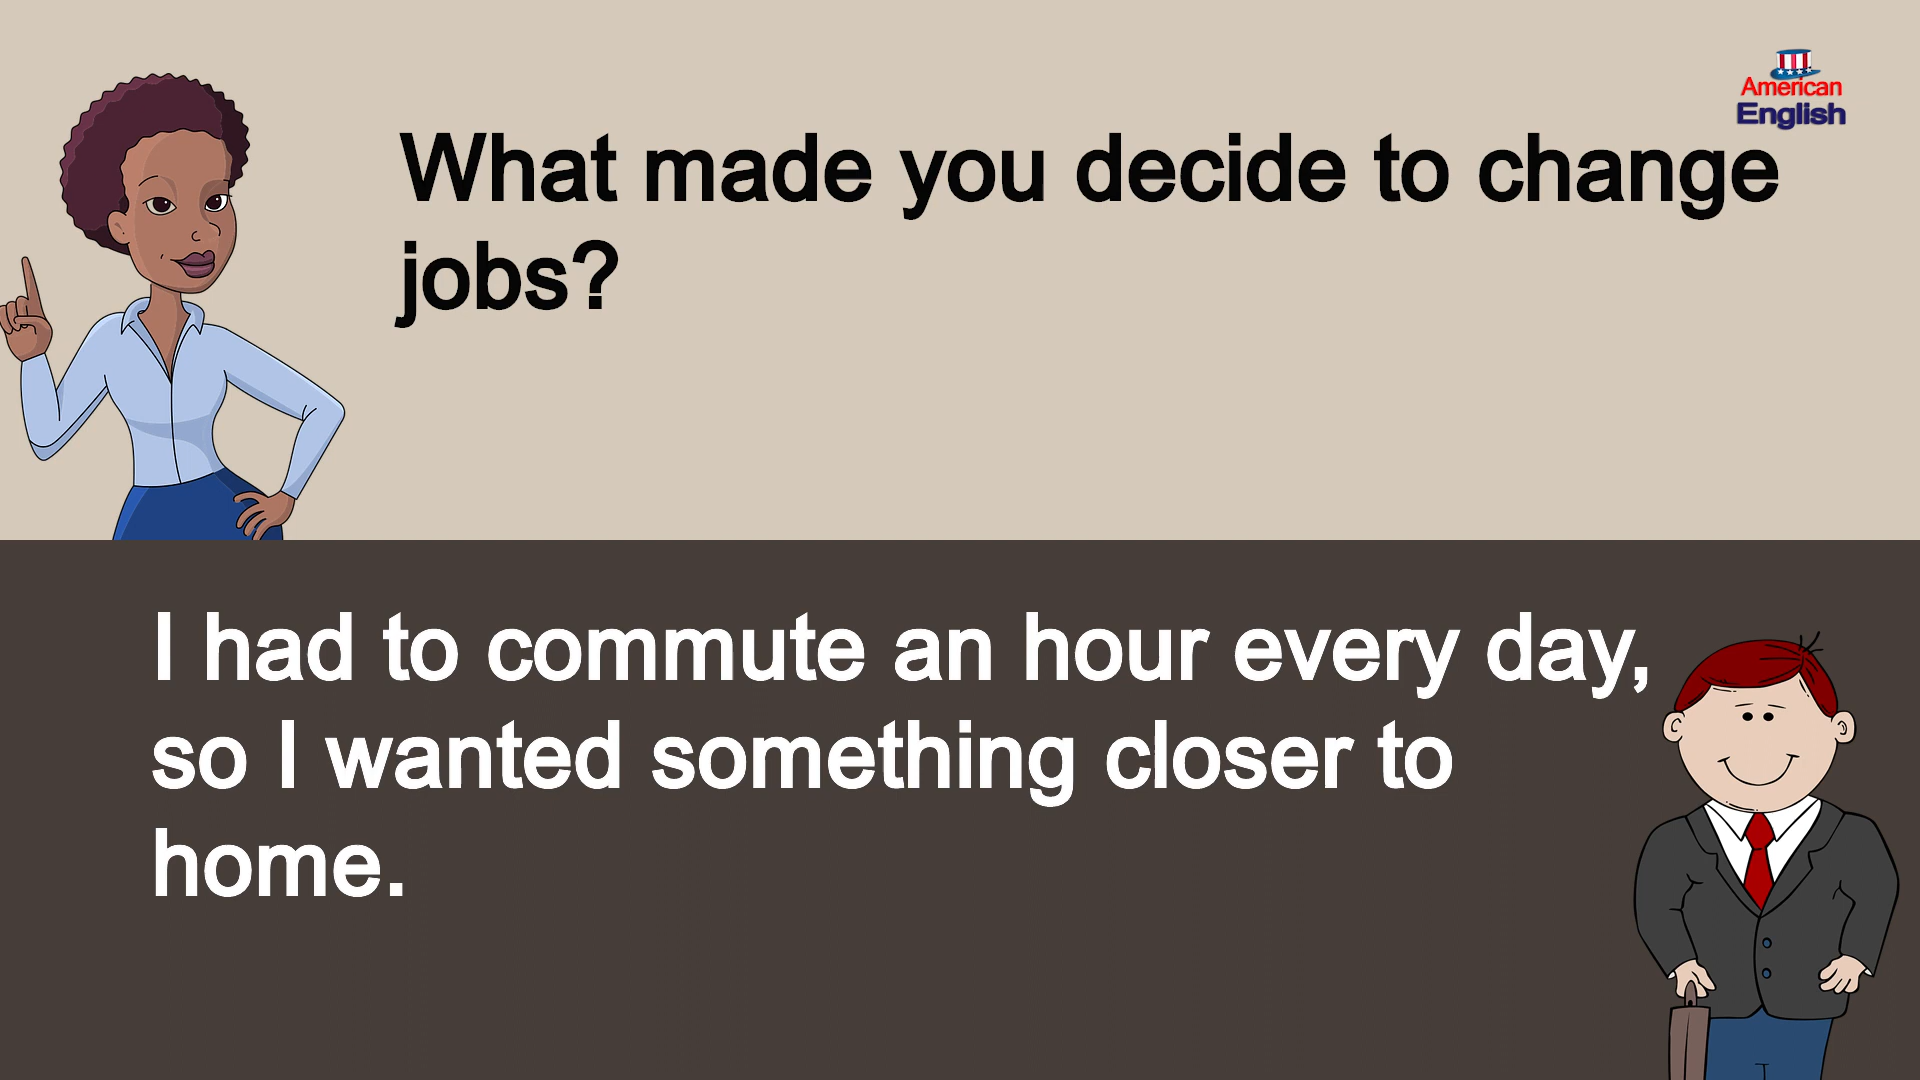 American
English
What made you decide to change
jobs?
I had to commute an hour every day,
so I wanted something closer to
home.